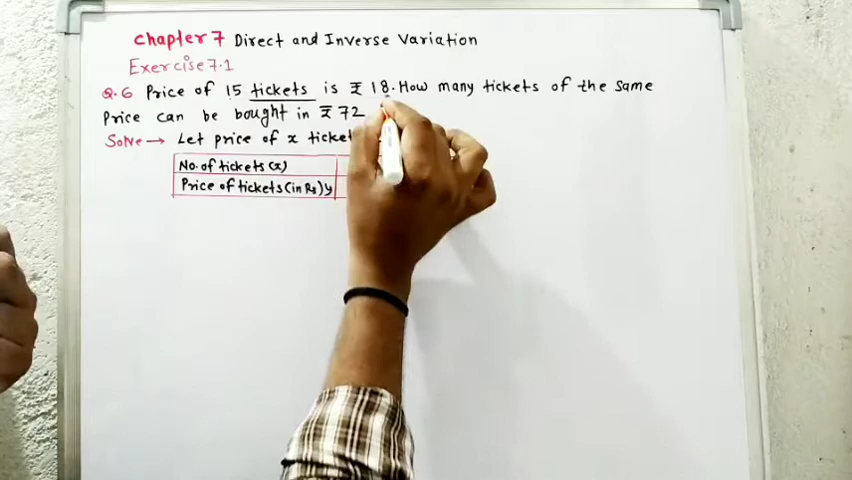 Chapter 7 Direct and Inverse Variation
Exercise 7.1
Q.6 Price of 15 tickets is ₹ 18. How many tickets of the same
Price can be bought in ₹ 72
Solve → Let price of x
No. of tickets (x)
Price of tickets (in Rs) y